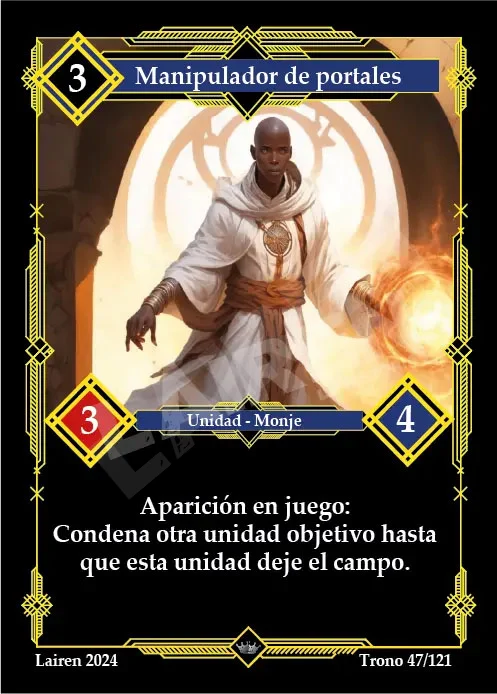 3
Manipulador de portales
3
Unidad - Monje
4
Aparición en juego:
Condena otra unidad objetivo hasta
que esta unidad deje el campo.
Lairen 2024
Trono 47/121